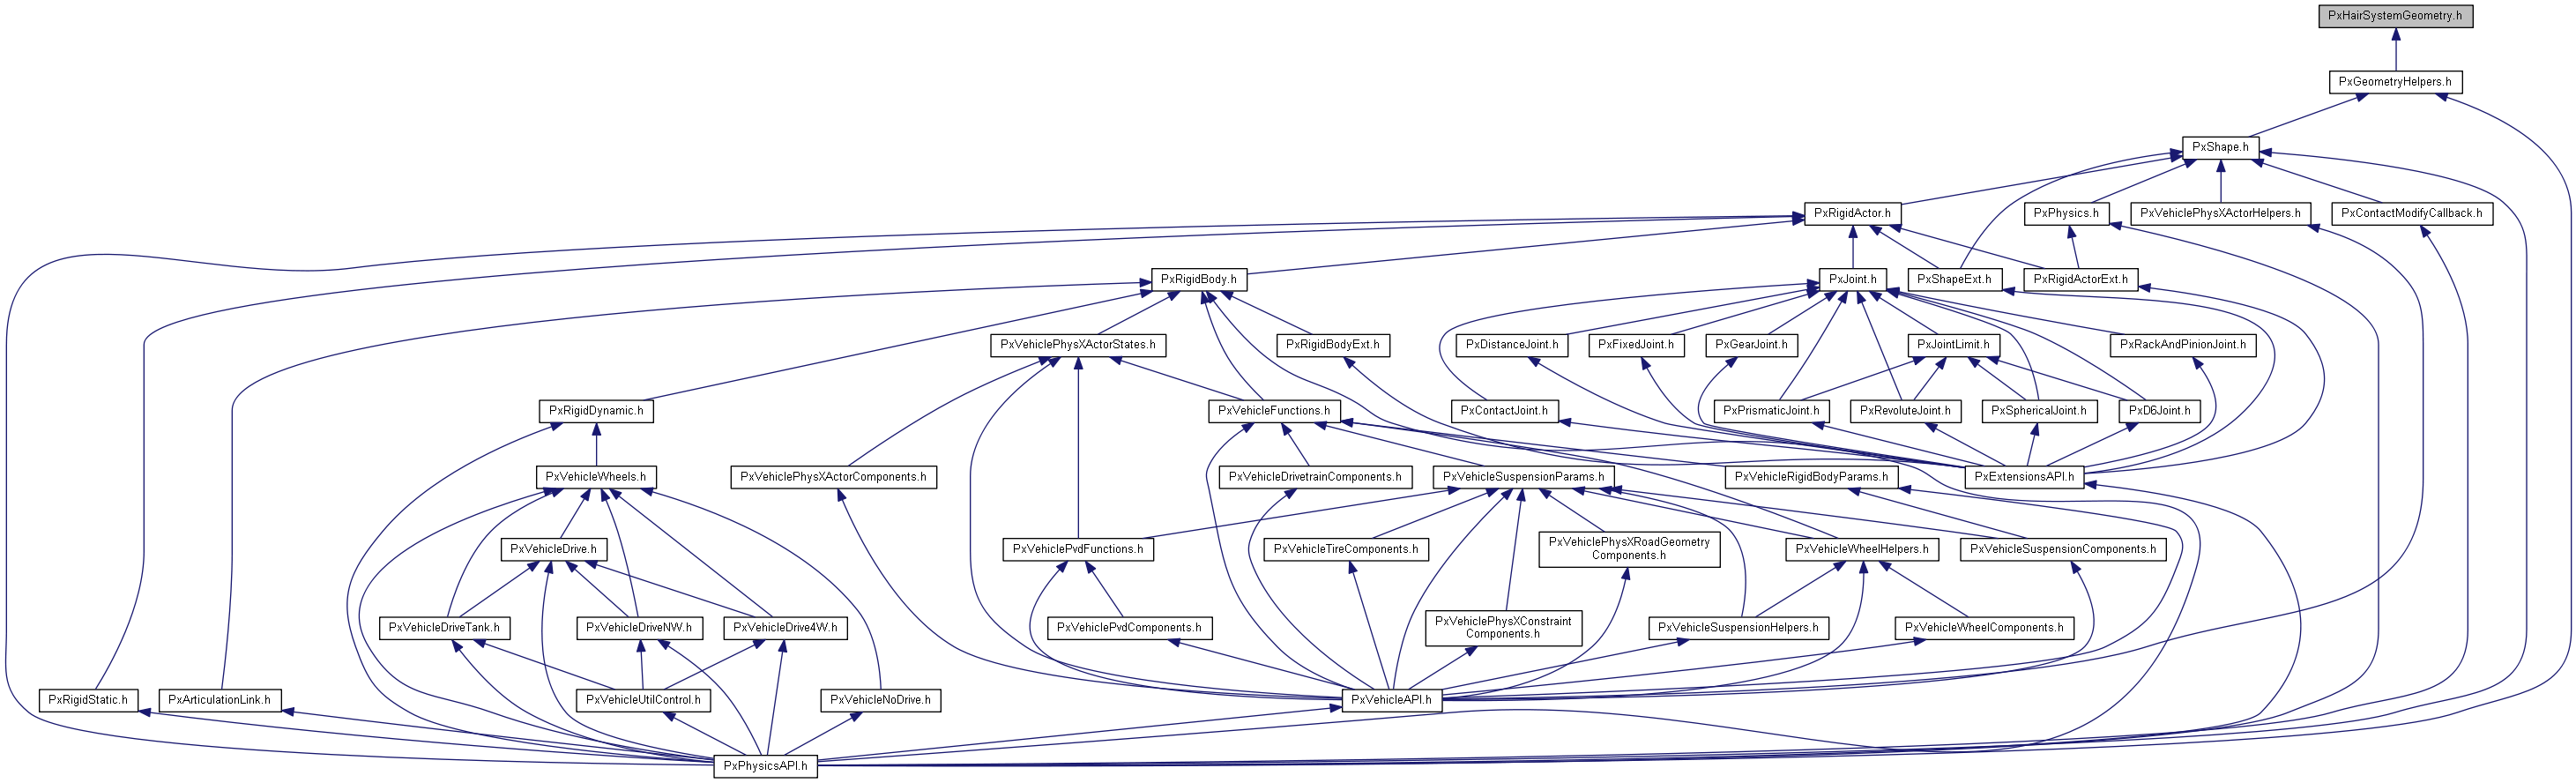 PxHairSystemGeometry.h
PxGeometryHelpers.h
PxShape.h
PxRigidActor.h
PxPhysics.h
PxVehiclePhysXActorHelpers.h
PxContactModifyCallback.h
PxRigidBody.h
PxJoint.h
PxShapeExt.h
PxRigidActorExt.h
PxVehiclePhysXActorStates.h
PxRigidBodyExt.h
PxDistanceJoint.h
PxFixedJoint.h
PxGearJoint.h
PxJointLimit.h
PxRackAndPinionJoint.h
PxRigidDynamic.h
PxVehicleFunctions.h
PxContactJoint.h
PxPrismaticJoint.h
PxRevoluteJoint.h
PxSphericalJoint.h
PxD6Joint.h
PxVehicleWheels.h
PxVehiclePhysXActorComponents.h
PxVehicleDrivetrainComponents.h
PxVehicleSuspensionParams.h
PxVehicleRigidBodyParams.h
PxExtensionsAPI.h
PxVehicleDrive.h
PxVehiclePvdFunctions.h
PxVehicleTireComponents.h
PxVehiclePhysXRoadGeometry
Components.h
PxVehicleWheelHelpers.h
PxVehicleSuspensionComponents.h
PxVehicleDriveTank.h
PxVehicleDriveNW.h
PxVehicleDrive4W.h
PxVehiclePvdComponents.h
PxVehiclePhysXConstraint
Components.h
PxVehicleSuspensionHelpers.h
PxVehicleWheelComponents.h
PxRigidStatic.h
PxArticulationLink.h
PxVehicleUtilControl.h
PxVehicleNoDrive.h
PxVehicleAPI.h
PxPhysicsAPI.h